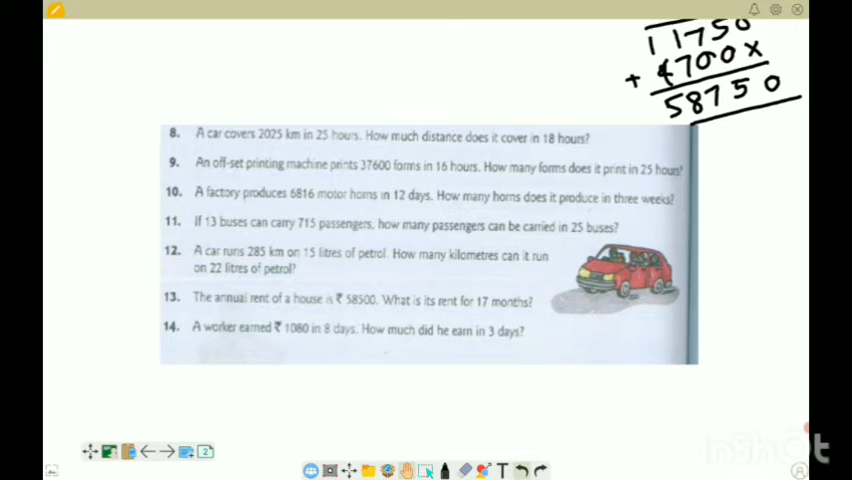 11750
+ 4700x
58750
8. A car covers 2025 km in 25 hours. How much distance does it cover in 18 hours?
9. An off-set printing machine prints 37600 forms in 16 hours. How many forms does it print in 25 hours?
10. A factory produces 6816 motor horns in 12 days. How many horns does it produce in three weeks?
11. If 13 buses can carry 715 passengers, how many passengers can be carried in 25 buses?
12. A car runs 285 km on 15 litres of petrol. How many kilometres can it run
on 22 litres of petrol?
13. The annual rent of a house is ₹ 58500. What is its rent for 17 months?
14. A worker earned ₹ 1080 in 8 days. How much did he earn in 3 days?
2
T
InShot